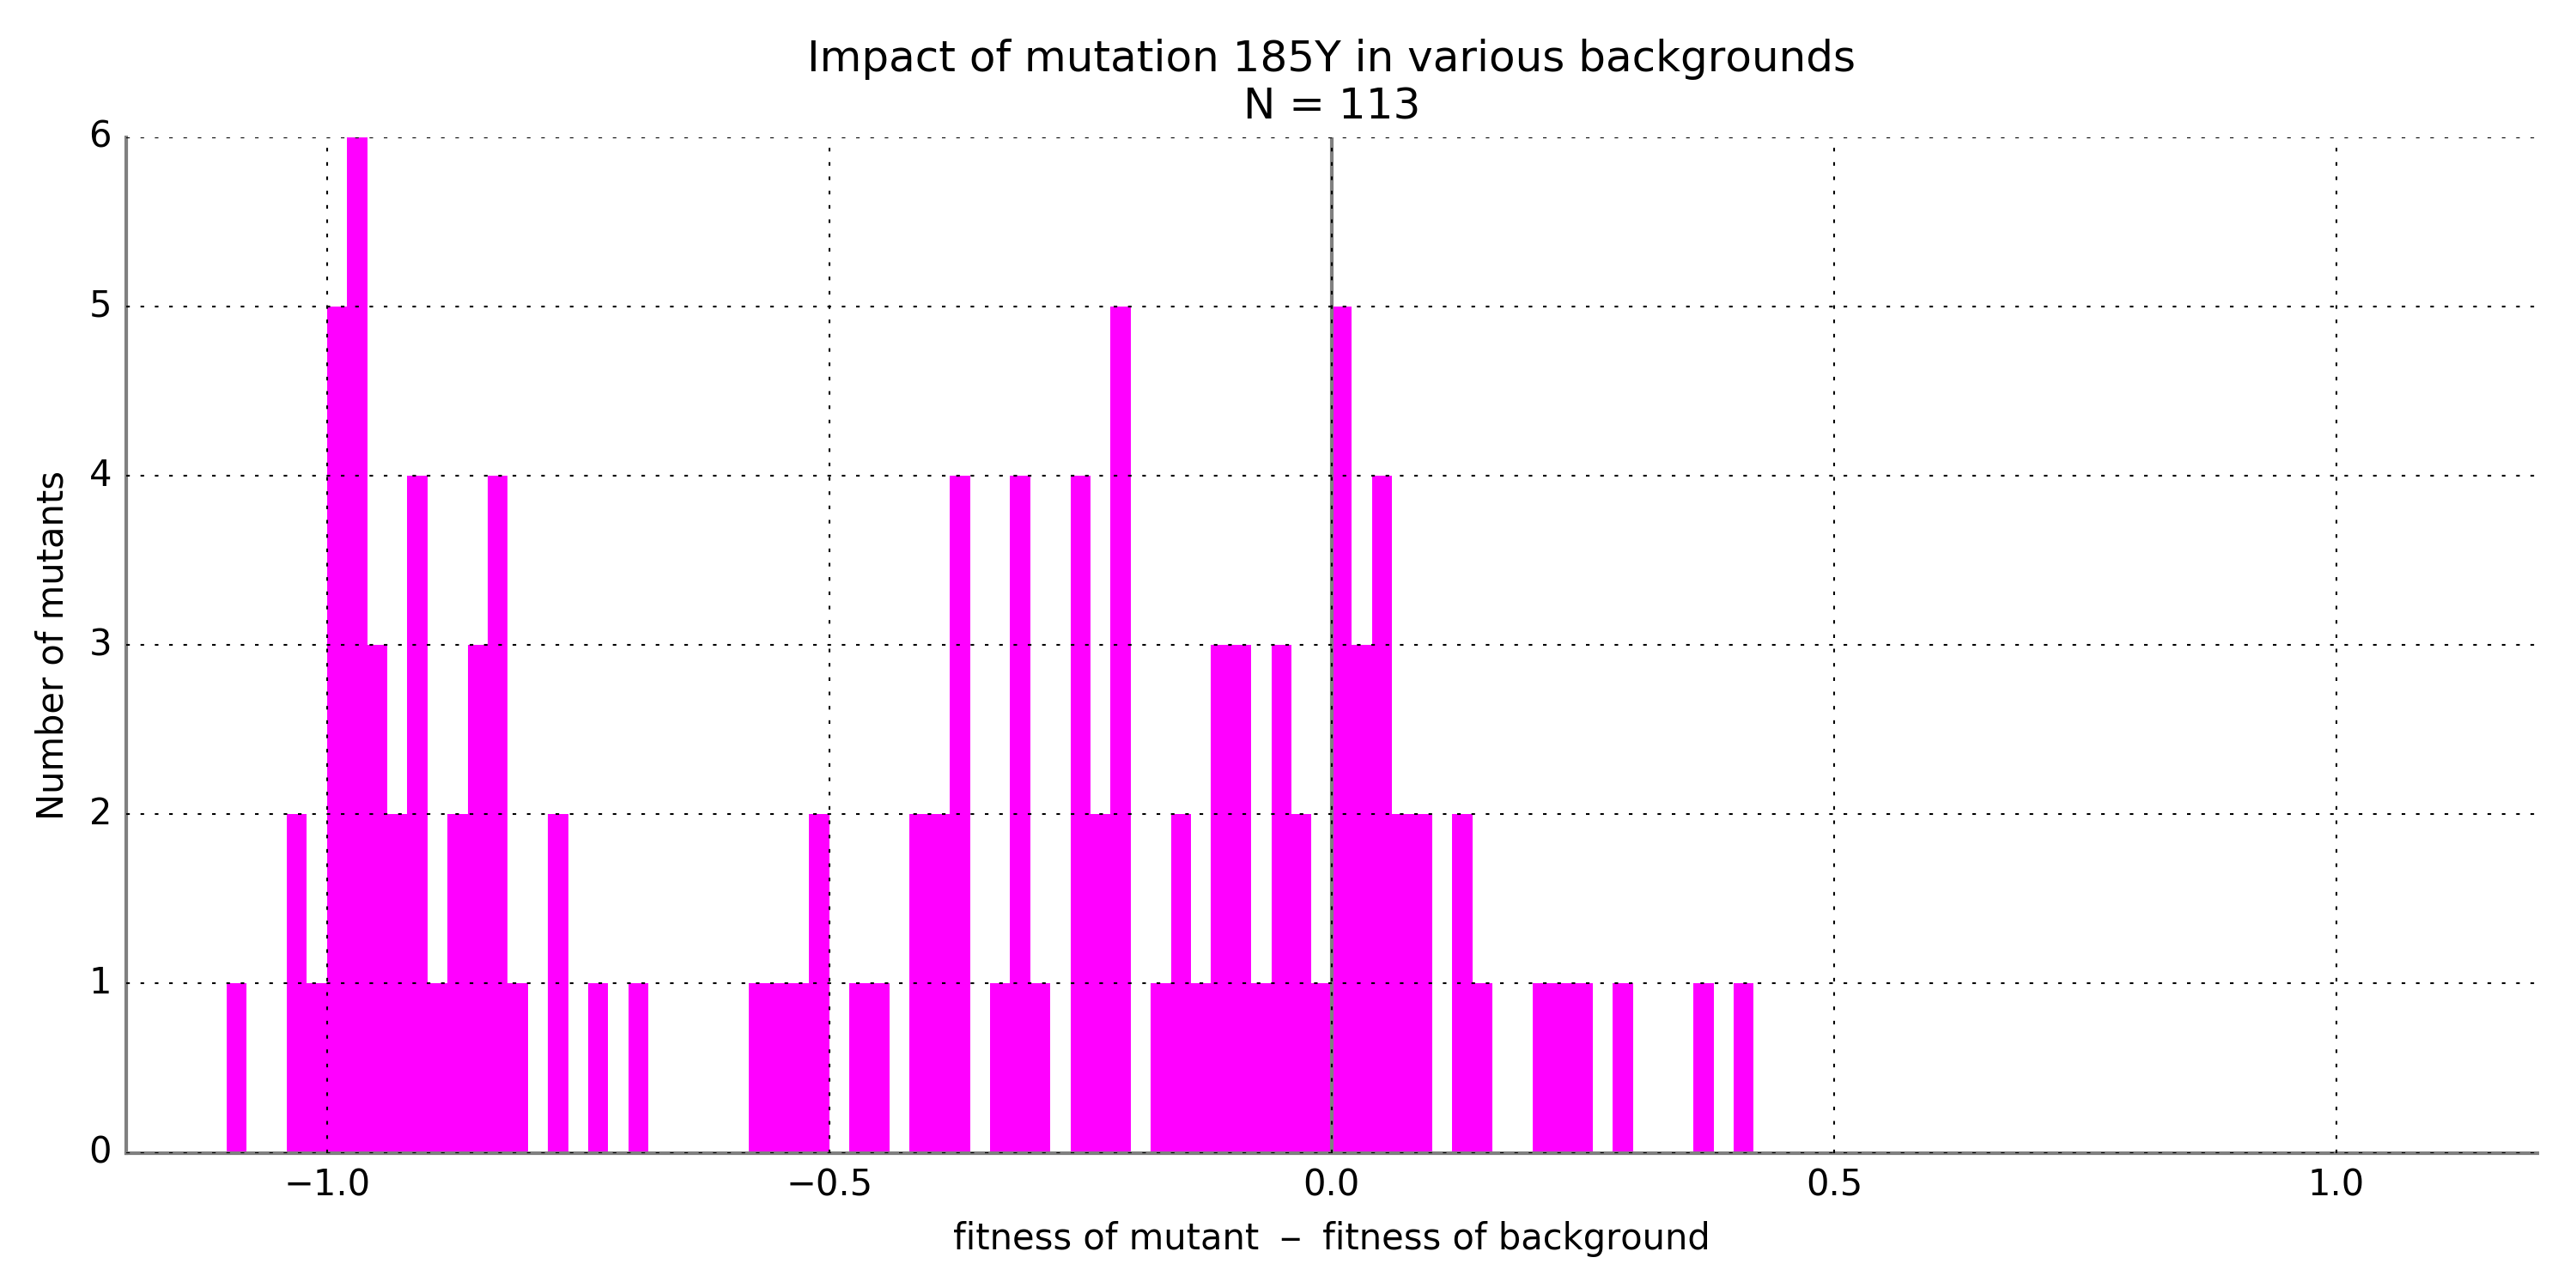 Impact of mutation 185Y in various backgrounds
N = 113
6
5
4
3
2
1
0
Number of mutants
−1.0 −0.5 0.0 0.5 1.0
fitness of mutant – fitness of background